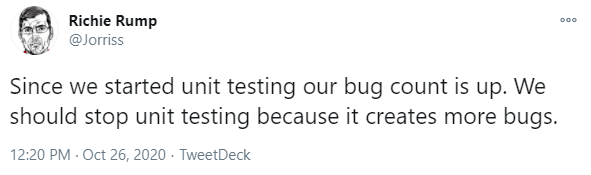 Richie Rump
@Jorriss
Since we started unit testing our bug count is up. We
should stop unit testing because it creates more bugs.
12:20 PM · Oct 26, 2020 · TweetDeck